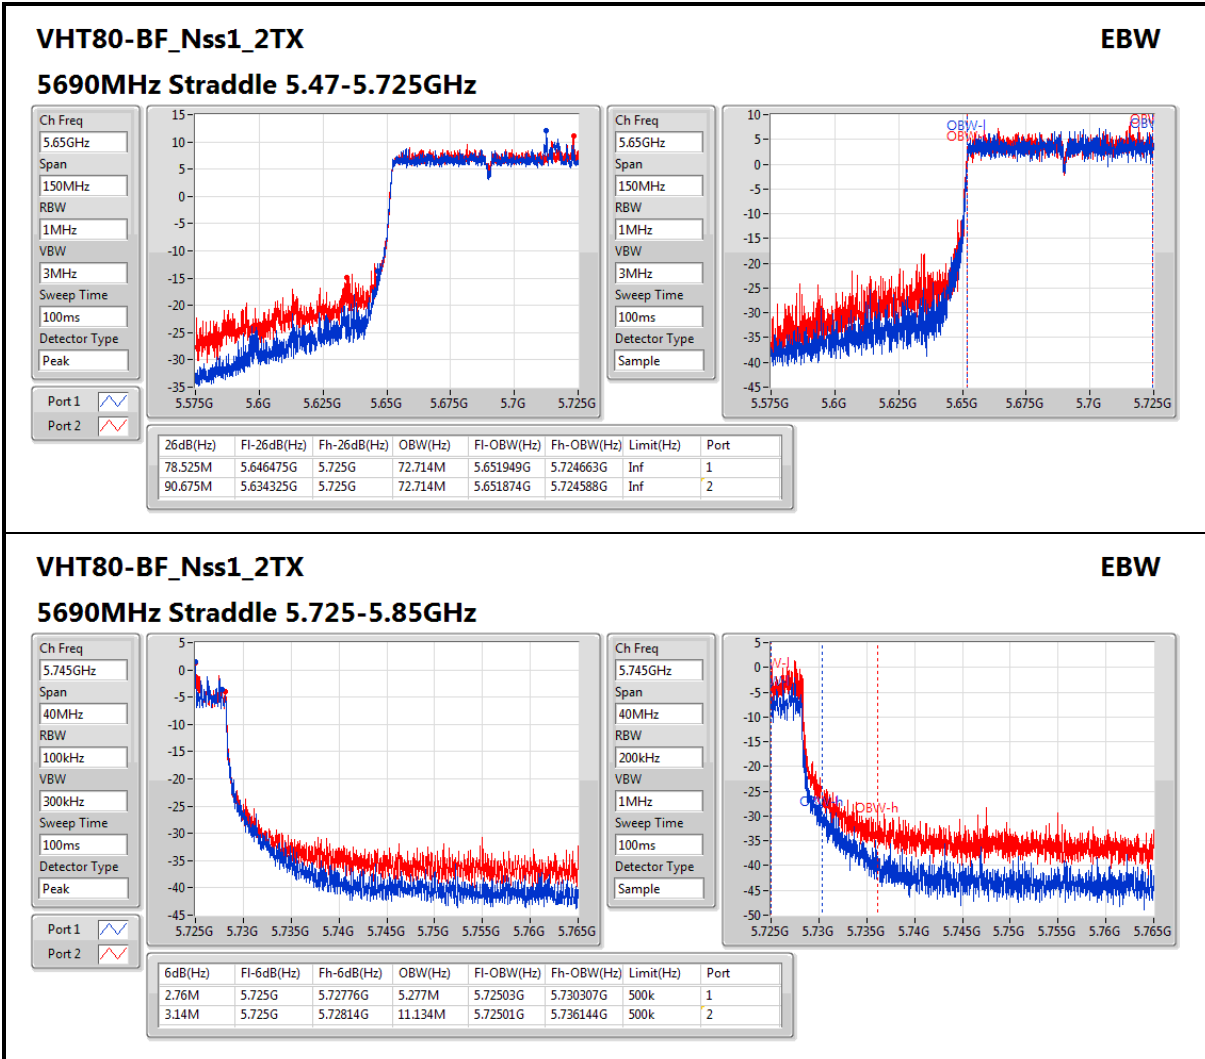 VHT80-BF_Nss1_2TX EBW
5690MHz Straddle 5.47-5.725GHz
Ch Freq
5.65GHz
Span
150MHz
RBW
1MHz
VBW
3MHz
Sweep Time
100ms
Detector Type
Peak
Port 1
Port 2
15
10
5
0
-5
-10
-15
-20
-25
-30
-35
5.575G 5.6G 5.625G 5.65G 5.675G 5.7G 5.725G
Ch Freq
5.65GHz
Span
150MHz
RBW
1MHz
VBW
3MHz
Sweep Time
100ms
Detector Type
Sample
10
5
0
-5
-10
-15
-20
-25
-30
-35
-40
-45
OBW-l
5.575G 5.6G 5.625G 5.65G 5.675G 5.7G 5.725G
26dB(Hz) Fl-26dB(Hz) Fh-26dB(Hz) OBW(Hz) Fl-OBW(Hz) Fh-OBW(Hz) Limit(Hz) Port
78.525M 5.646475G 5.725G 72.714M 5.651949G 5.724663G Inf 1
90.675M 5.634325G 5.725G 72.714M 5.651874G 5.724588G Inf 2
VHT80-BF_Nss1_2TX EBW
5690MHz Straddle 5.725-5.85GHz
Ch Freq
5.745GHz
Span
40MHz
RBW
100kHz
VBW
300kHz
Sweep Time
100ms
Detector Type
Peak
Port 1
Port 2
5
0
-5
-10
-15
-20
-25
-30
-35
-40
-45
5.725G 5.73G 5.735G 5.74G 5.745G 5.75G 5.755G 5.76G 5.765G
Ch Freq
5.745GHz
Span
40MHz
RBW
200kHz
VBW
1MHz
Sweep Time
100ms
Detector Type
Sample
5
0
-5
-10
-15
-20
-25
-30
-35
-40
-45
-50
OBW-h
5.725G 5.73G 5.735G 5.74G 5.745G 5.75G 5.755G 5.76G 5.765G
6dB(Hz) Fl-6dB(Hz) Fh-6dB(Hz) OBW(Hz) Fl-OBW(Hz) Fh-OBW(Hz) Limit(Hz) Port
2.76M 5.725G 5.72776G 5.277M 5.72503G 5.730307G 500k 1
3.14M 5.725G 5.72814G 11.134M 5.72501G 5.736144G 500k 2